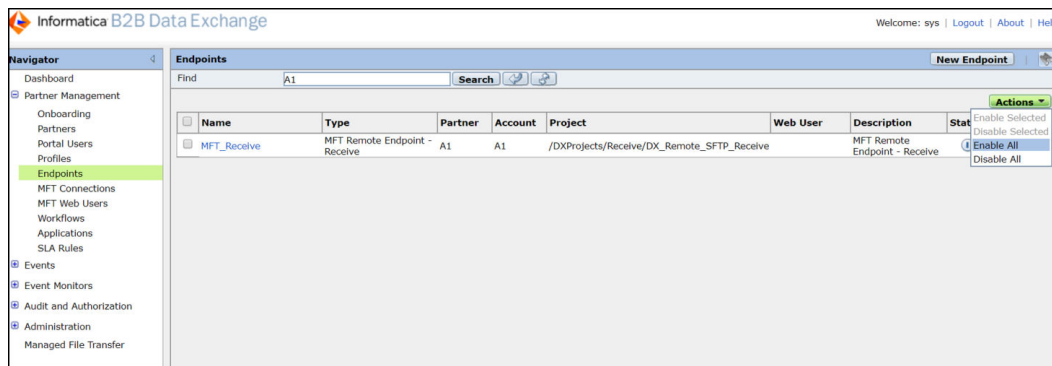 Informatica B2B Data Exchange
Welcome: sys | Logout | About | Hel
Navigator
Endpoints
New Endpoint
Dashboard
Find
A1
Search
Partner Management
Actions
Onboarding
Partners
Portal Users
Profiles
Endpoints
MFT Connections
MFT Web Users
Workflows
Applications
SLA Rules
Events
Event Monitors
Audit and Authorization
Administration
Managed File Transfer
Name Type Partner Account Project Web User Description Stat
MFT_Receive MFT Remote Endpoint - A1 A1 /DXProjects/Receive/DX_Remote_SFTP_Receive MFT Remote
Receive Endpoint - Receive
Enable Selected
Disable Selected
Enable All
Disable All